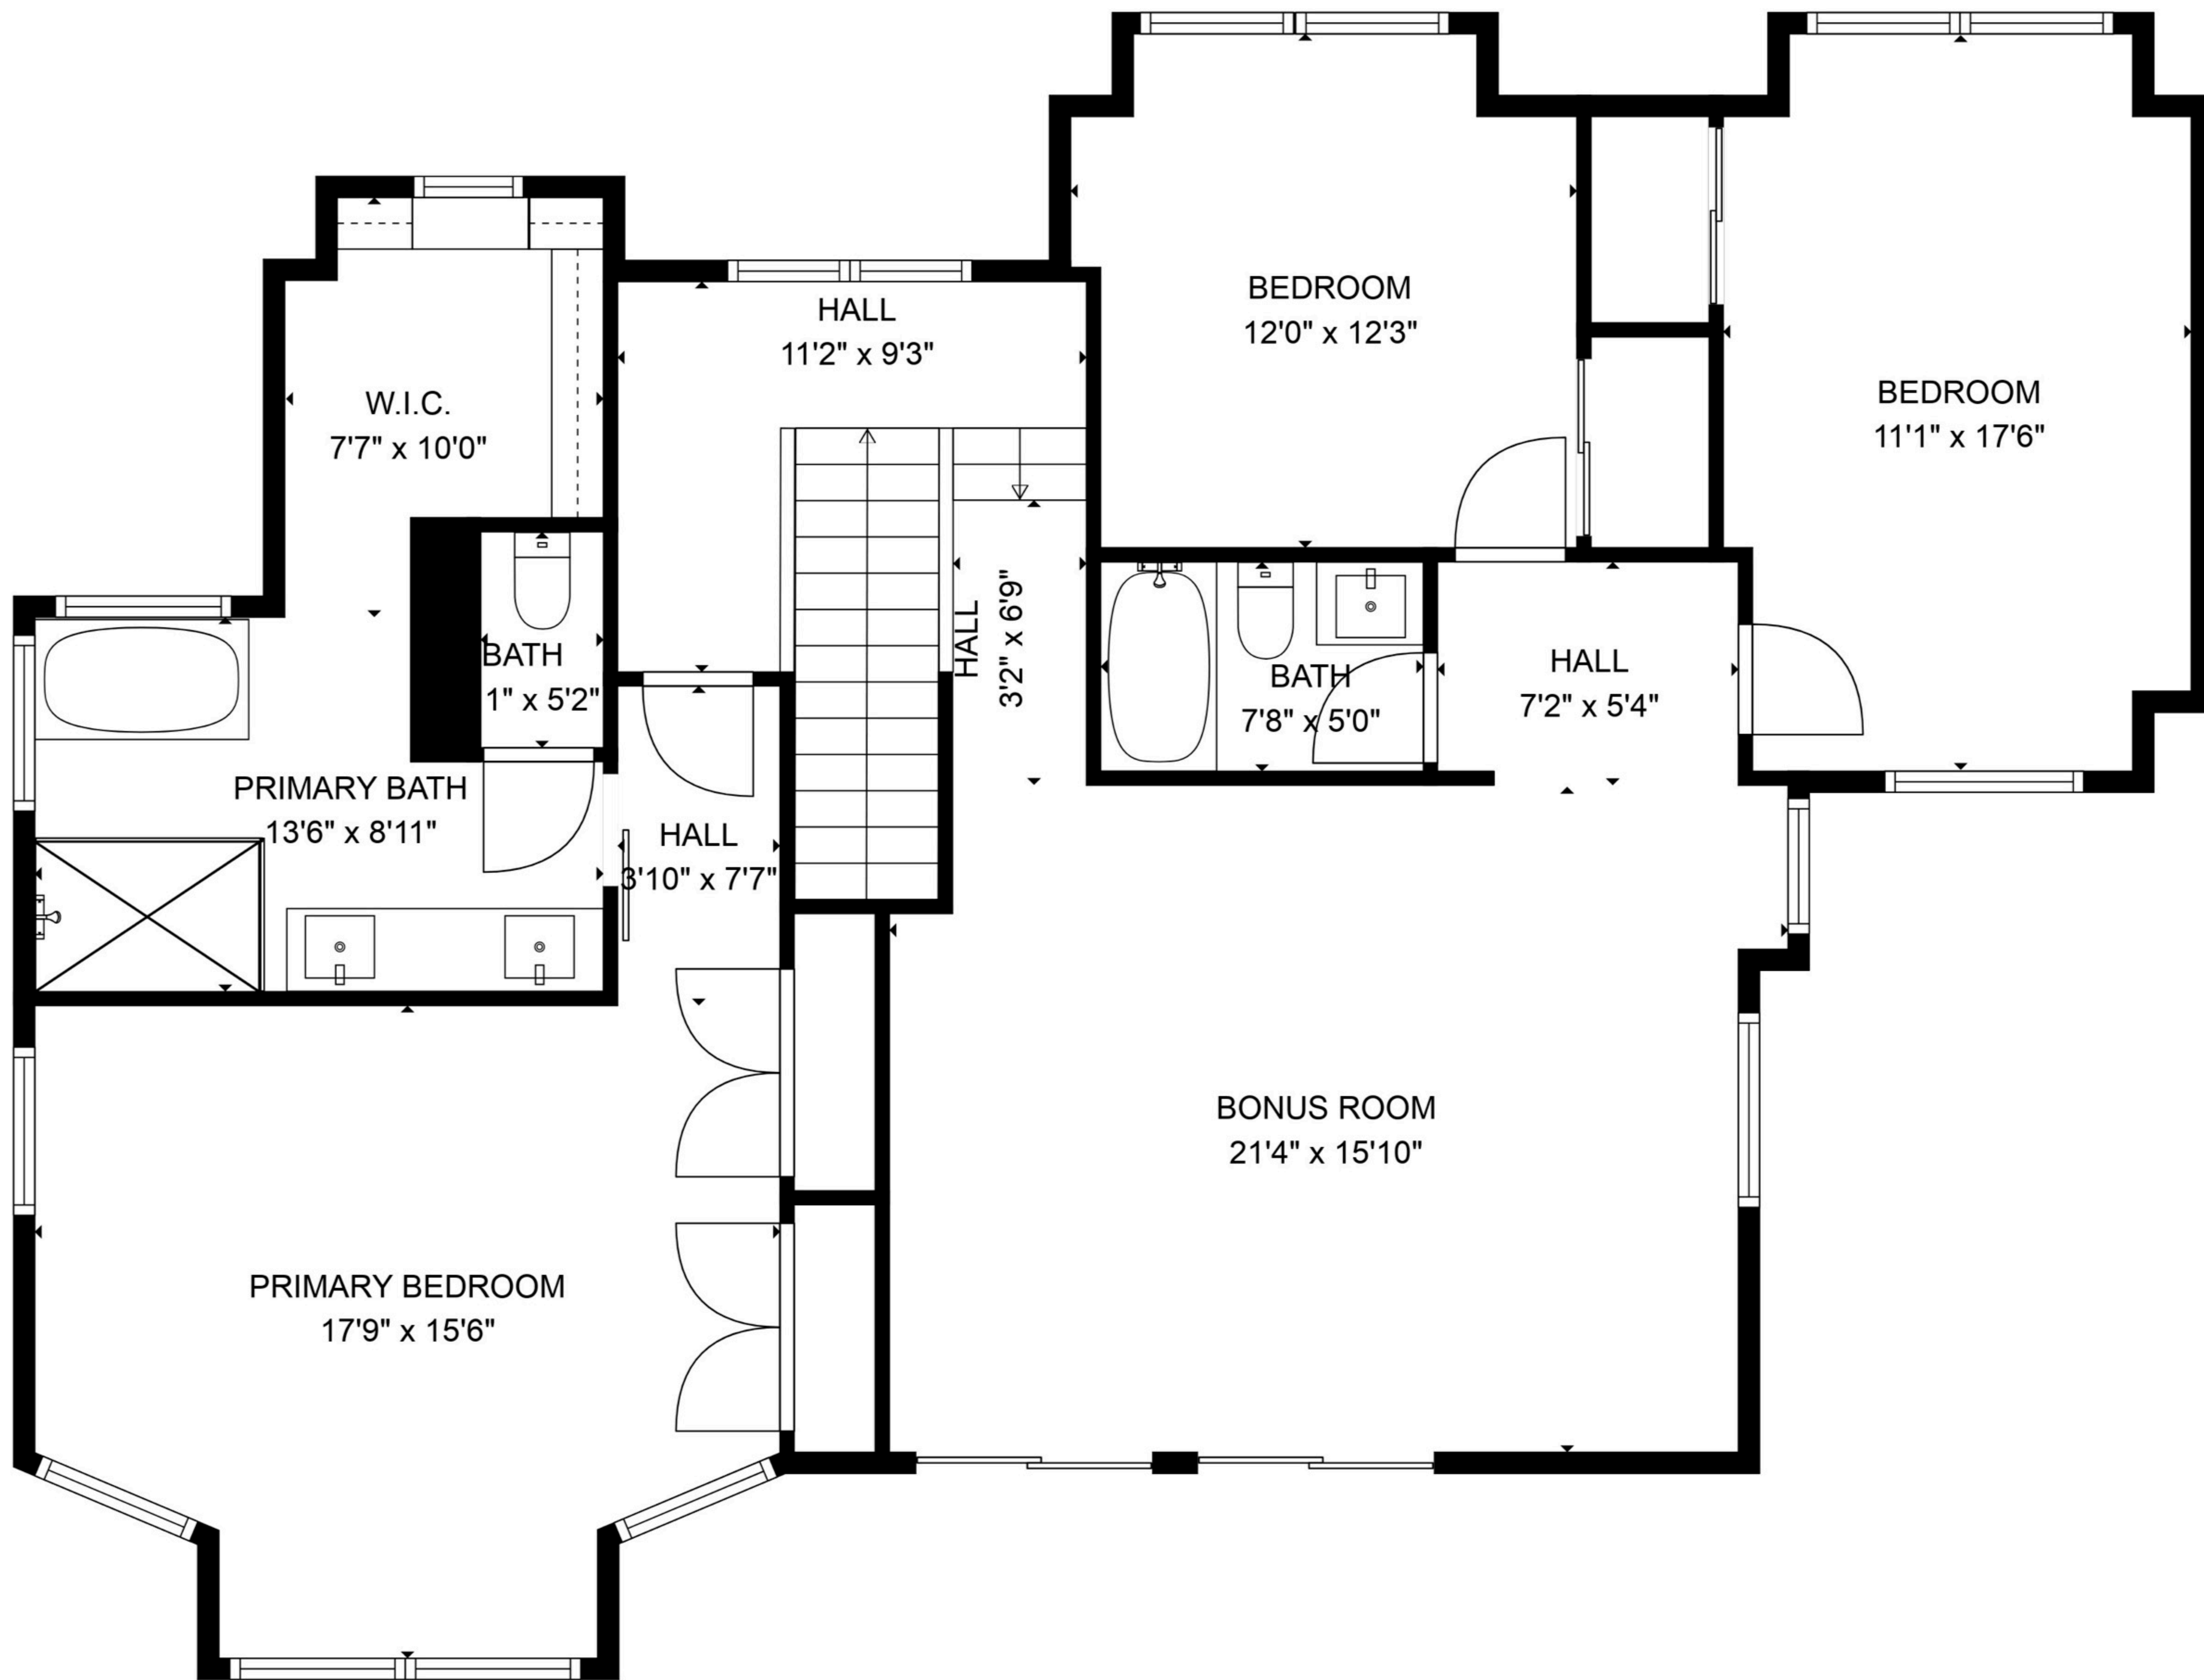 HALL
11'2" x 9'3"
BEDROOM
12'0" x 12'3"
BEDROOM
11'1" x 17'6"
W.I.C.
7'7" x 10'0"
HALL
3'2" x 6'9"
BATH
1" x 5'2"
BATH
7'8" x 5'0"
HALL
7'2" x 5'4"
PRIMARY BATH
13'6" x 8'11"
HALL
3'10" x 7'7"
BONUS ROOM
21'4" x 15'10"
PRIMARY BEDROOM
17'9" x 15'6"